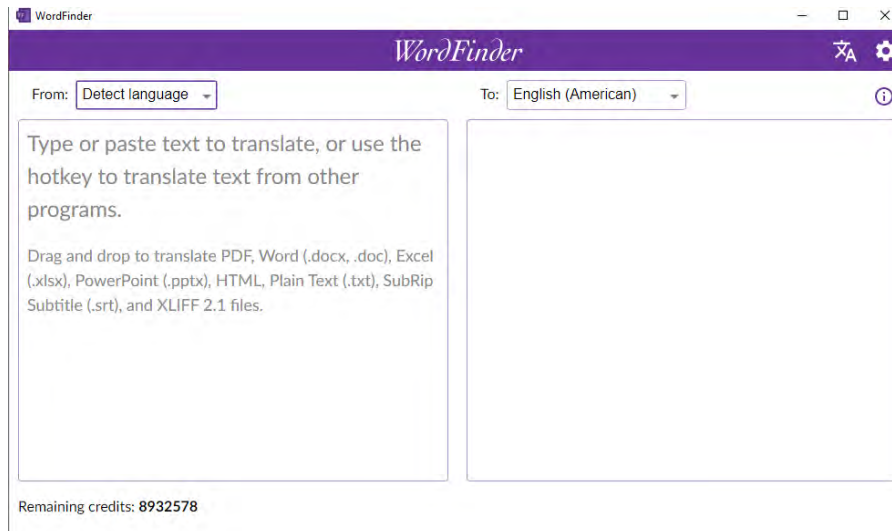 WordFinder
WordFinder
From: Detect language To: English (American)
Type or paste text to translate, or use the
hotkey to translate text from other
programs.
Drag and drop to translate PDF, Word (.docx, .doc), Excel
(.xlsx), PowerPoint (.pptx), HTML, Plain Text (.txt), SubRip
Subtitle (.srt), and XLIFF 2.1 files.
Remaining credits: 8932578